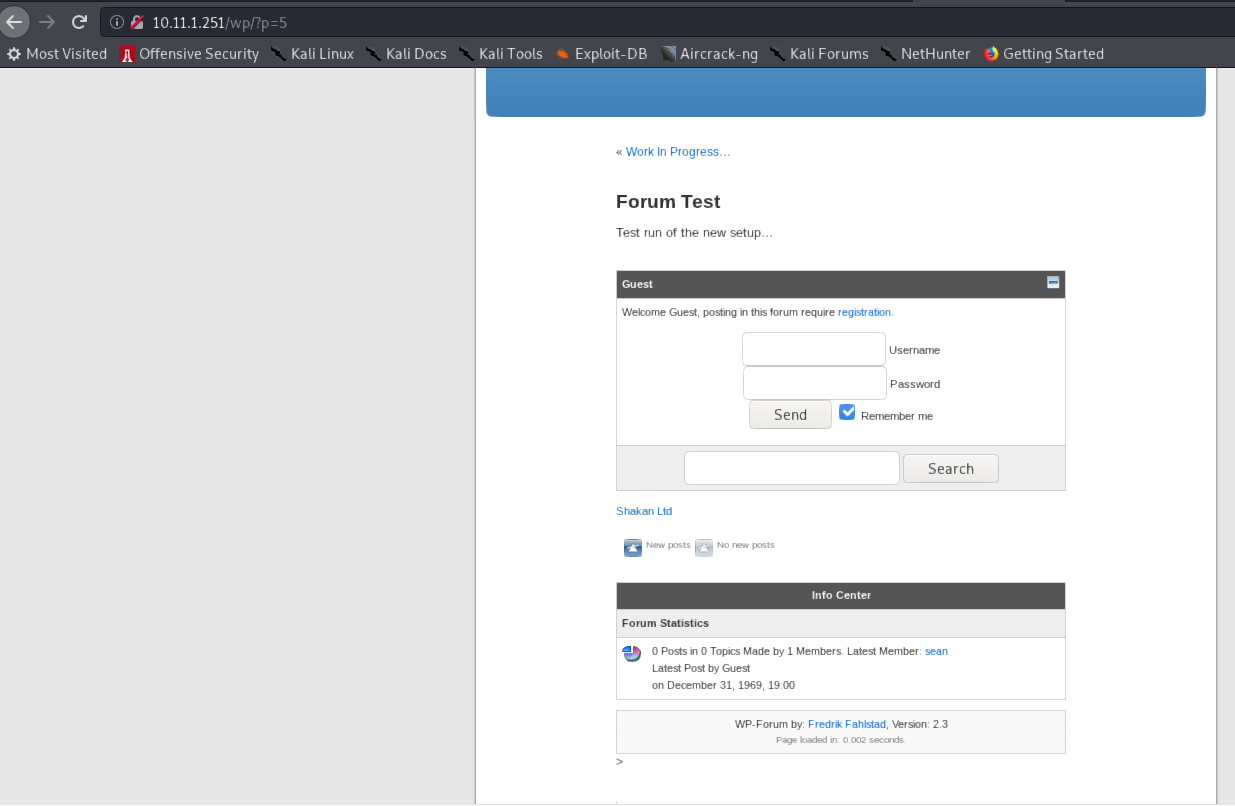 10.11.1.251/wp/?p=5
Most Visited Offensive Security Kali Linux Kali Docs Kali Tools Exploit-DB Aircrack-ng Kali Forums NetHunter Getting Started
« Work In Progress…
Forum Test
Test run of the new setup…
Guest
Welcome Guest, posting in this forum require registration.
Username
Password
Send Remember me
Search
Shakan Ltd
New posts No new posts
Info Center
Forum Statistics
0 Posts in 0 Topics Made by 1 Members. Latest Member: sean
Latest Post by Guest
on December 31, 1969, 19:00
WP-Forum by: Fredrik Fahlstad, Version: 2.3
Page loaded in: 0.002 seconds.
>